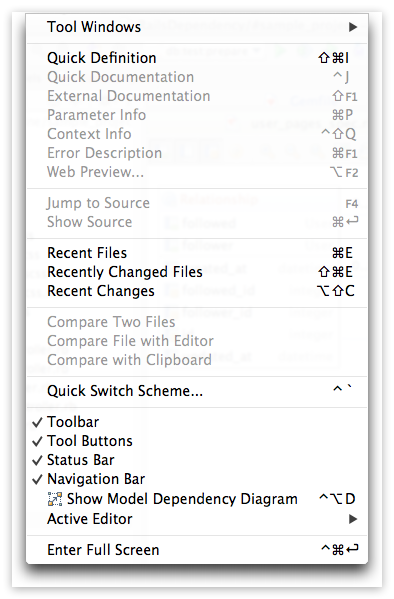 Tool Windows ▶
Quick Definition ⇧⌘I
Quick Documentation ^J
External Documentation ⇧F1
Parameter Info ⌘P
Context Info ^⇧Q
Error Description ⌘F1
Web Preview... ⌥F2
Jump to Source F4
Show Source ⌘↩
Recent Files ⌘E
Recently Changed Files ⇧⌘E
Recent Changes ⌥⇧C
Compare Two Files
Compare File with Editor
Compare with Clipboard
Quick Switch Scheme... ^`
✓ Toolbar
✓ Tool Buttons
✓ Status Bar
✓ Navigation Bar
Show Model Dependency Diagram ^⌥D
Active Editor ▶
Enter Full Screen ^⌘↩